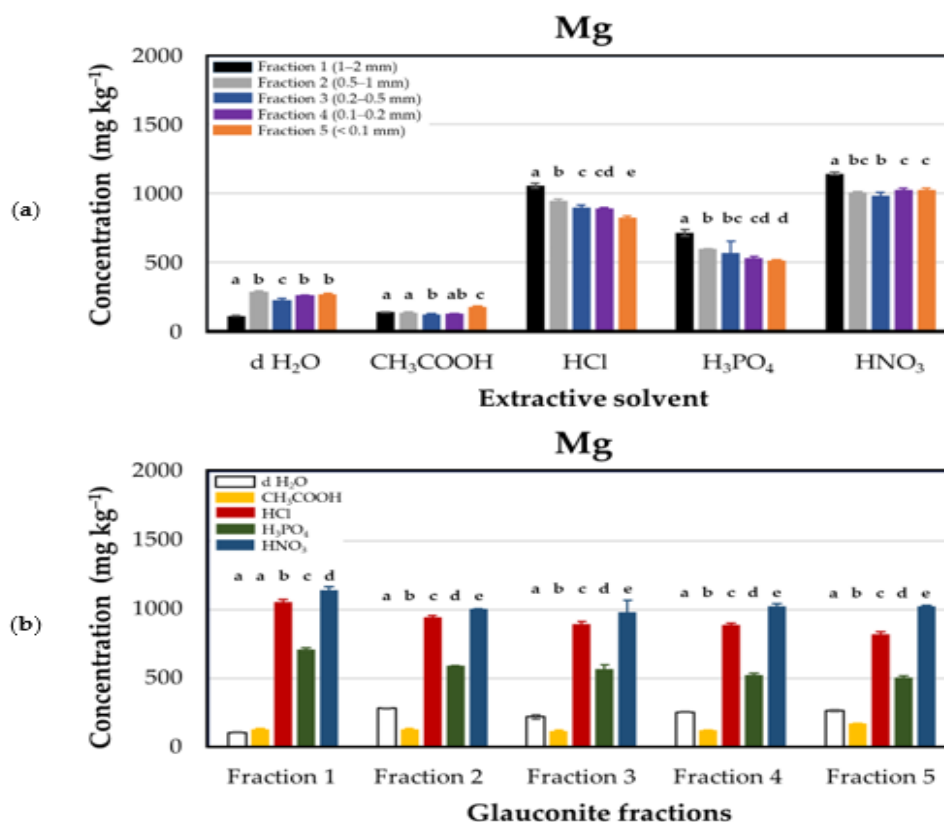 Mg
2000
1500
1000
500
0
Concentration (mg kg⁻¹)
Fraction 1 (1–2 mm)
Fraction 2 (0.5–1 mm)
Fraction 3 (0.2–0.5 mm)
Fraction 4 (0.1–0.2 mm)
Fraction 5 (< 0.1 mm)
(a)
a b c b b
a a b ab c
a b c cd e
a b bc cd d
a bc b c c
d H₂O CH₃COOH HCl H₃PO₄ HNO₃
Extractive solvent
Mg
2000
1500
1000
500
0
Concentration (mg kg⁻¹)
d H₂O
CH₃COOH
HCl
H₃PO₄
HNO₃
(b)
a a b c d
a b c d e
a b c d e
a b c d e
a b c d e
Fraction 1 Fraction 2 Fraction 3 Fraction 4 Fraction 5
Glauconite fractions